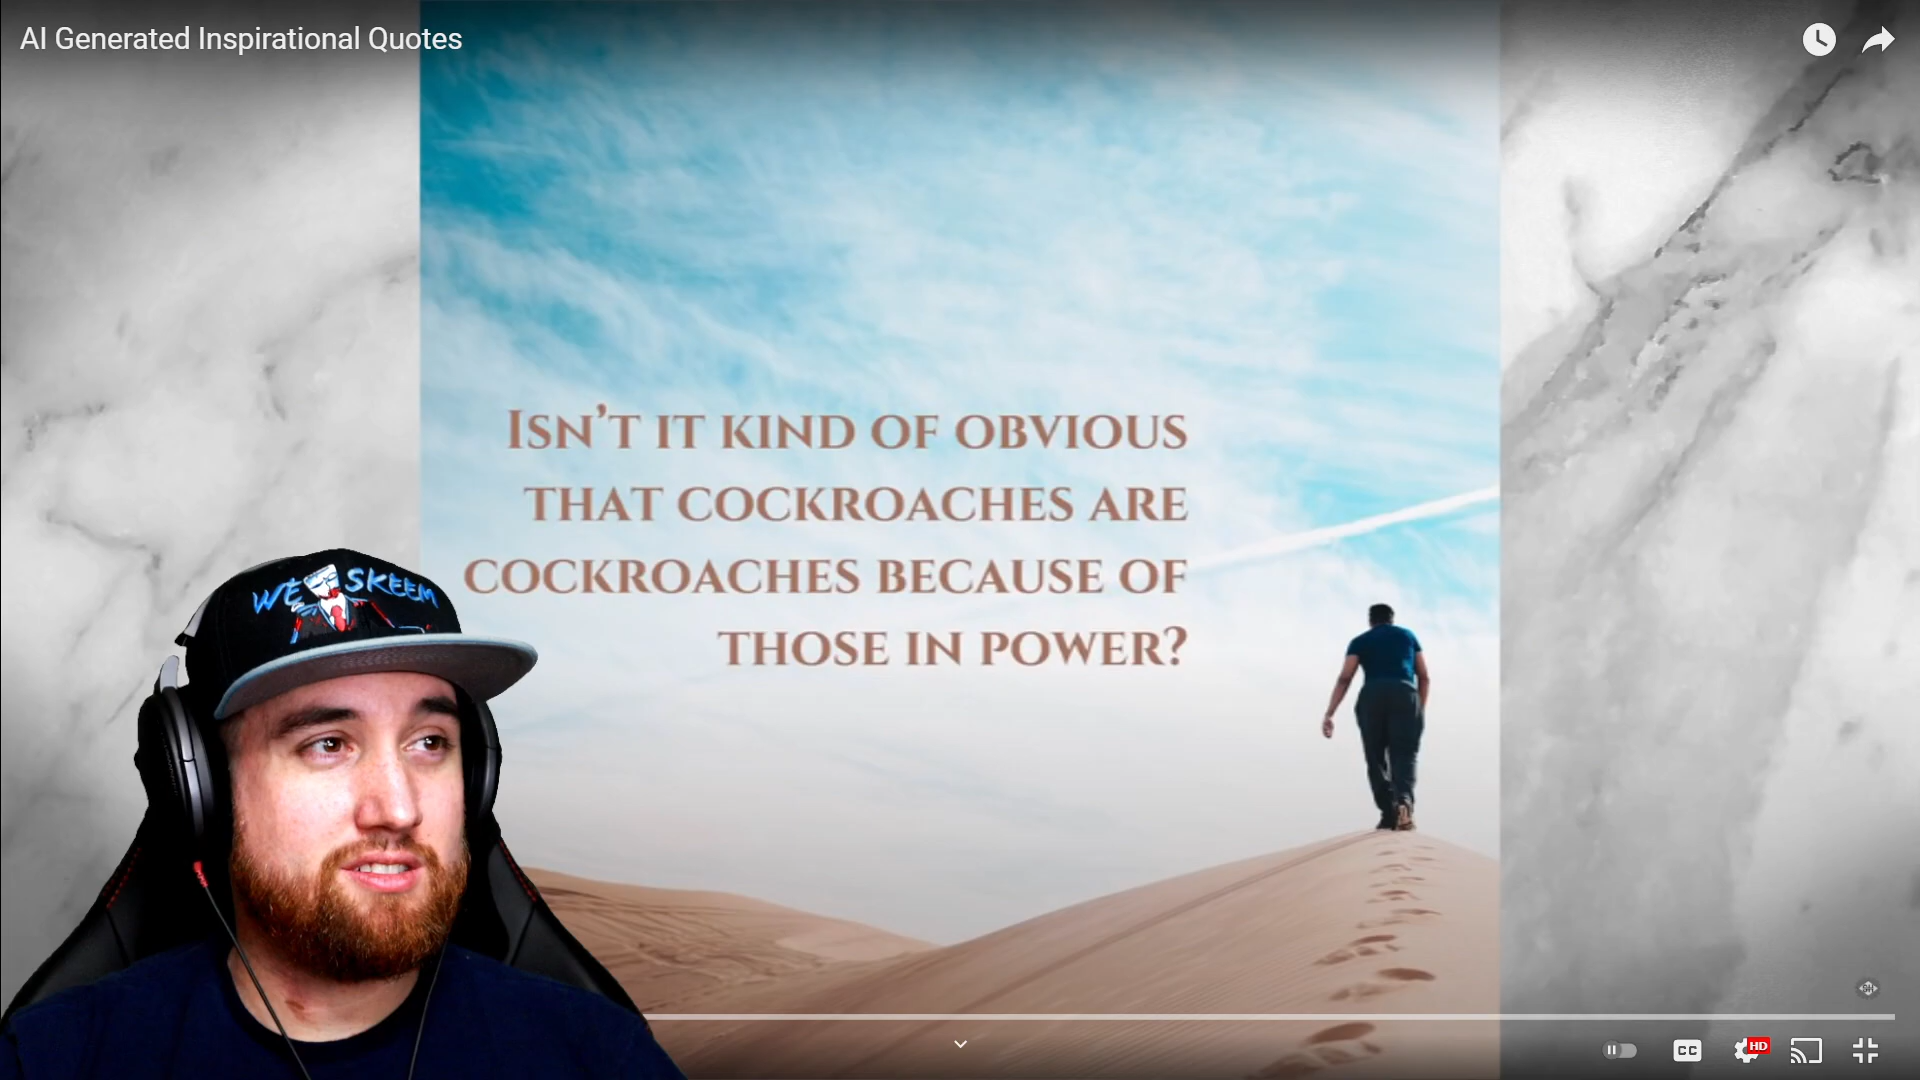 AI Generated Inspirational Quotes
Isn't it kind of obvious
that cockroaches are
cockroaches because of
those in power?
WE SKEEM
CC
HD